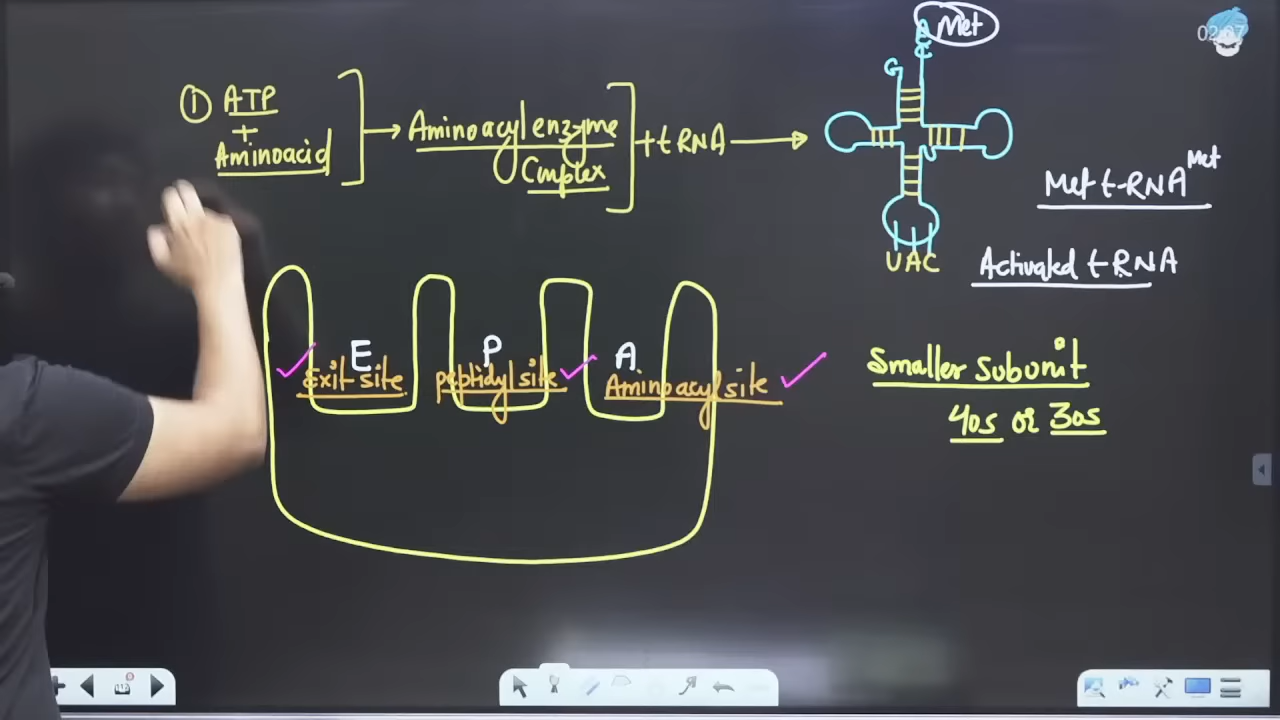 ① ATP
+
Aminoacid
Aminoacyl enzyme
Complex
+ t RNA
A Met
C
C
G
UAC
Met t-RNA^Met
Activated t-RNA
E
Exit site
P
peptidyl site
A
Aminoacyl site
Smaller subunit
40s or 30s